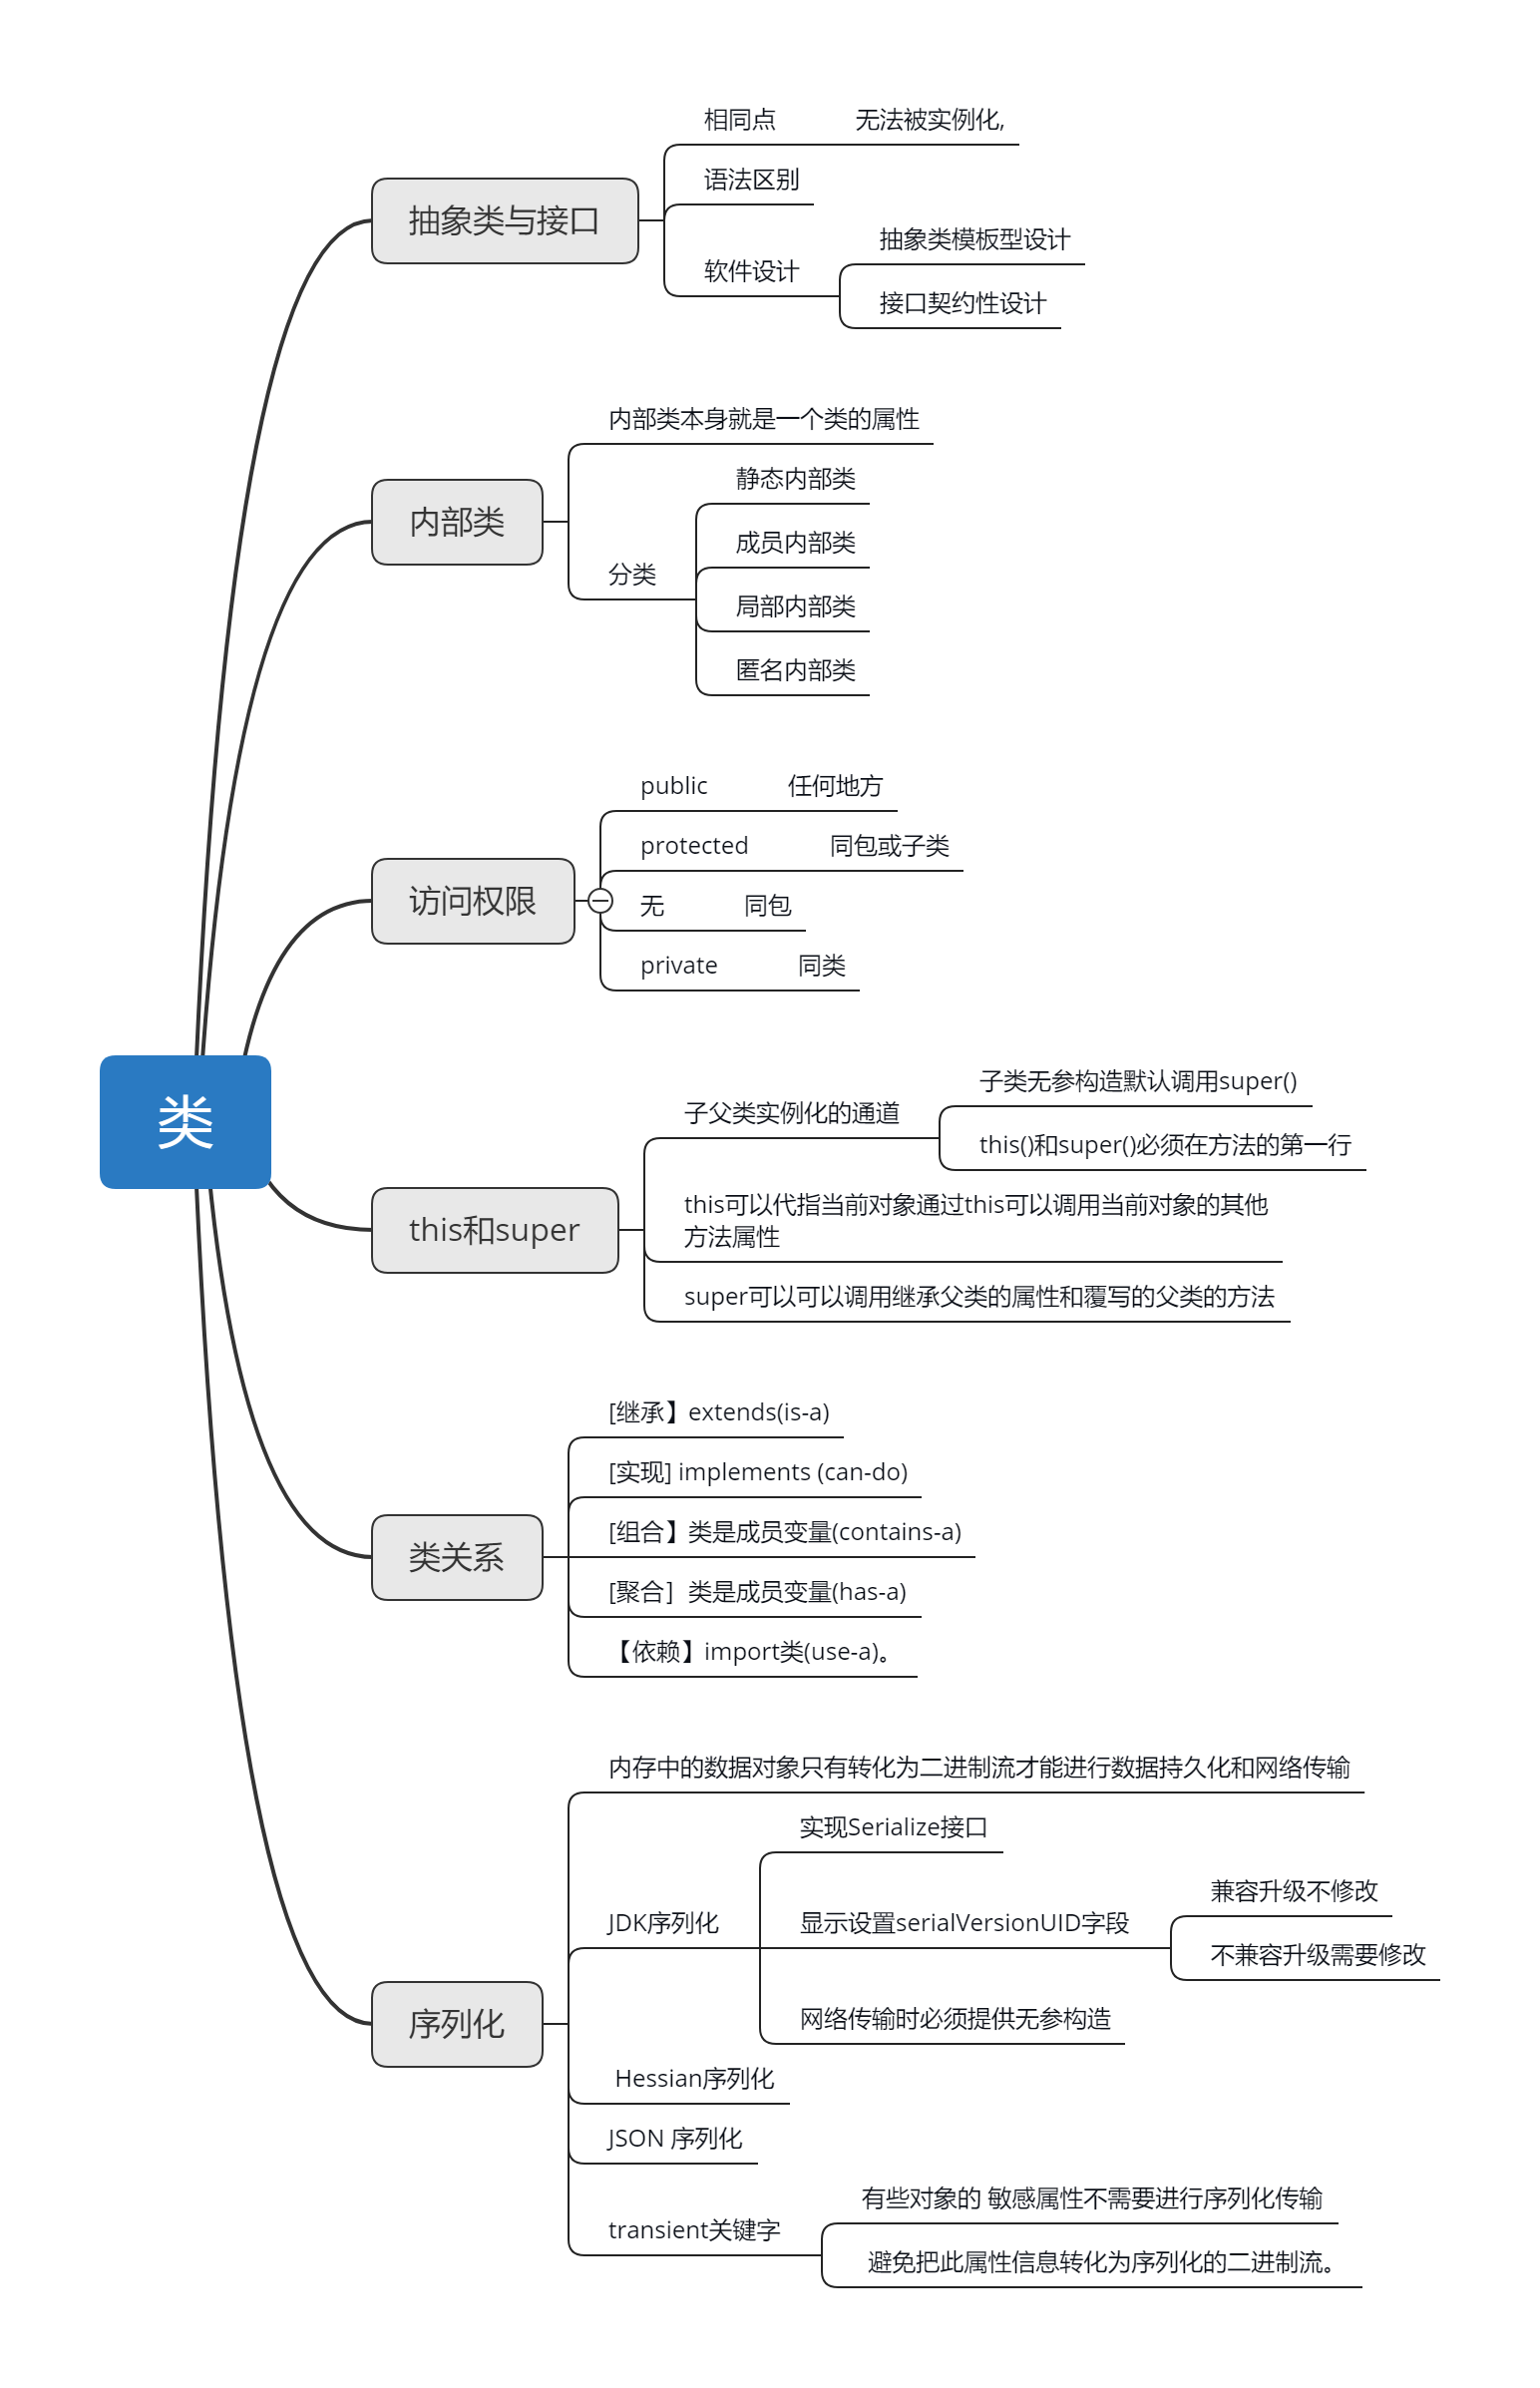 类
抽象类与接口
相同点 无法被实例化,
语法区别
软件设计
抽象类模板型设计
接口契约性设计
内部类
内部类本身就是一个类的属性
分类
静态内部类
成员内部类
局部内部类
匿名内部类
访问权限
public 任何地方
protected 同包或子类
无 同包
private 同类
this和super
子父类实例化的通道
子类无参构造默认调用super()
this()和super()必须在方法的第一行
this可以代指当前对象通过this可以调用当前对象的其他
方法属性
super可以可以调用继承父类的属性和覆写的父类的方法
类关系
[继承】extends(is-a)
[实现] implements (can-do)
[组合】类是成员变量(contains-a)
[聚合］类是成员变量(has-a)
【依赖】import类(use-a)。
序列化
内存中的数据对象只有转化为二进制流才能进行数据持久化和网络传输
JDK序列化
实现Serialize接口
显示设置serialVersionUID字段
兼容升级不修改
不兼容升级需要修改
网络传输时必须提供无参构造
Hessian序列化
JSON 序列化
transient关键字
有些对象的 敏感属性不需要进行序列化传输
避免把此属性信息转化为序列化的二进制流。